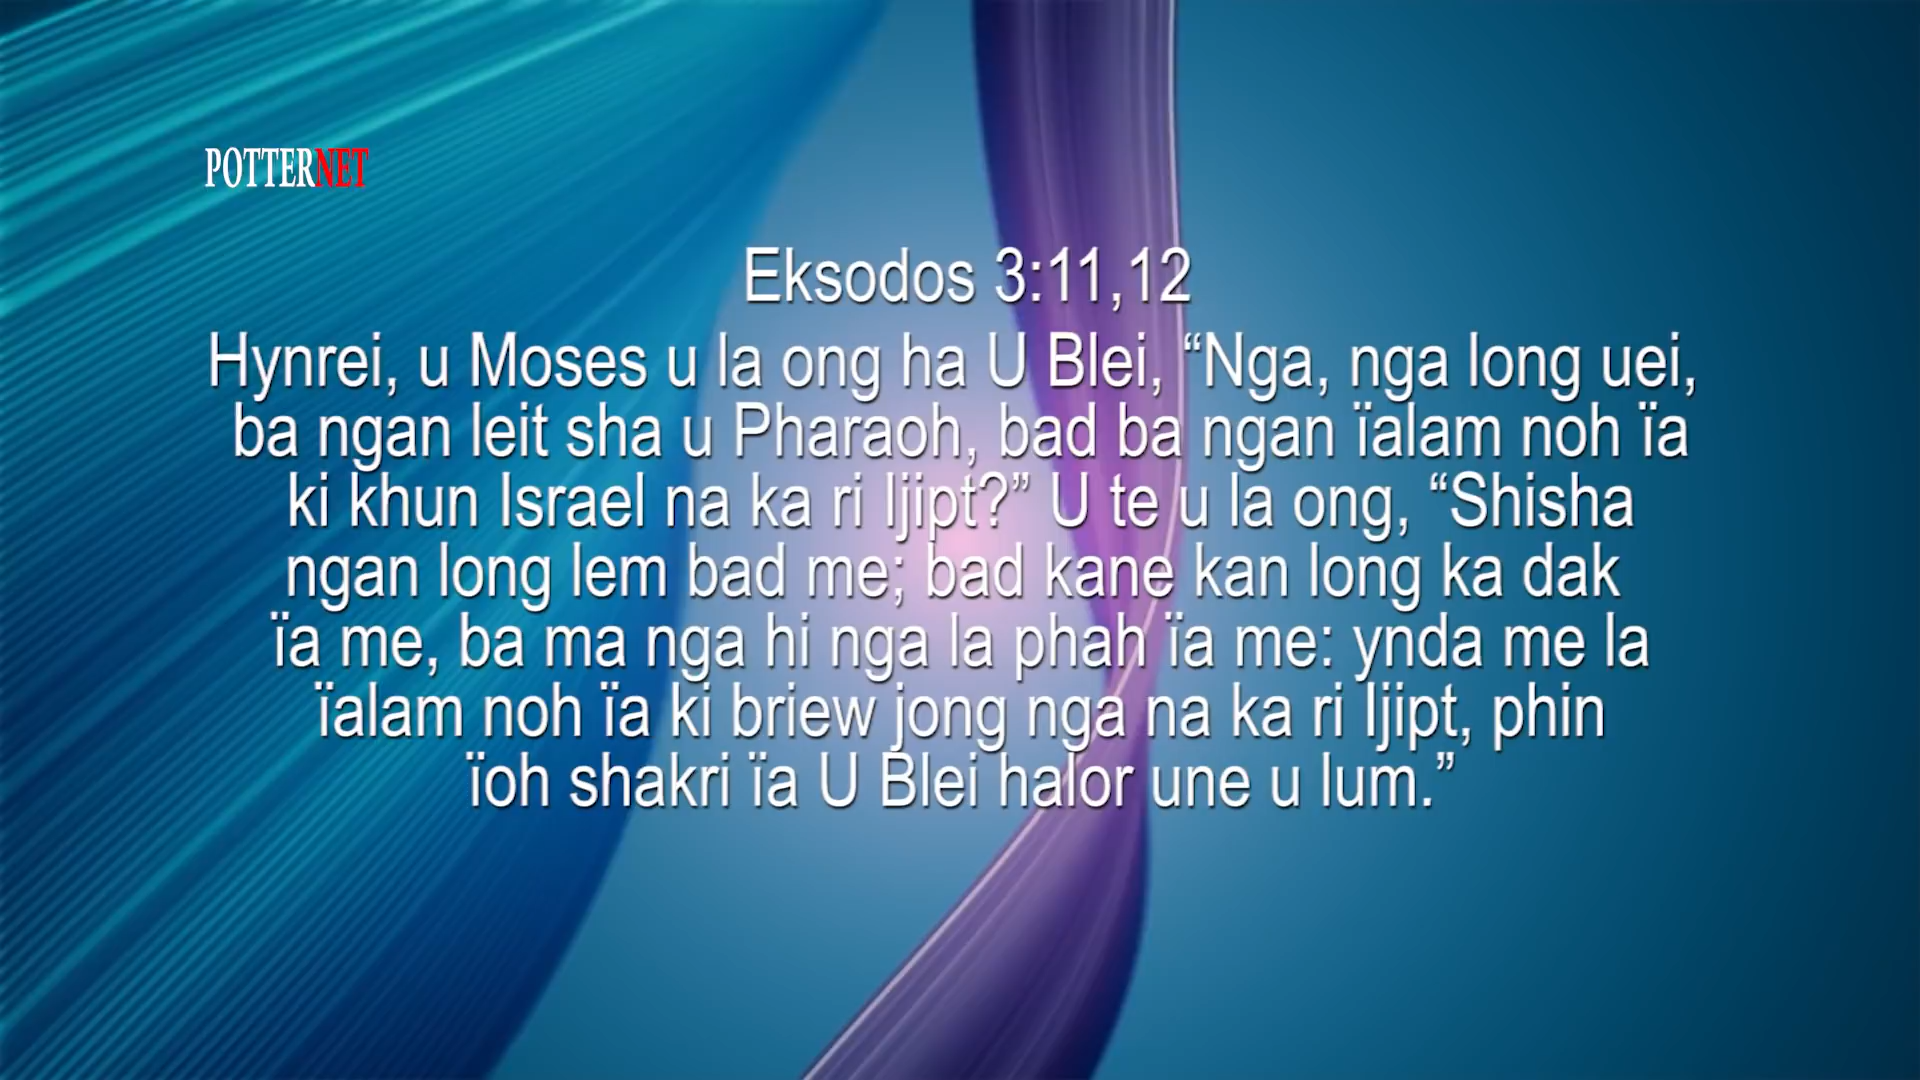 POTTERNET
Eksodos 3:11,12
Hynrei, u Moses u la ong ha U Blei, “Nga, nga long uei,
ba ngan leit sha u Pharaoh, bad ba ngan ïalam noh ïa
ki khun Israel na ka ri Ijipt?” U te u la ong, “Shisha
ngan long lem bad me; bad kane kan long ka dak
ïa me, ba ma nga hi nga la phah ïa me: ynda me la
ïalam noh ïa ki briew jong nga na ka ri Ijipt, phin
ïoh shakri ïa U Blei halor une u lum.”